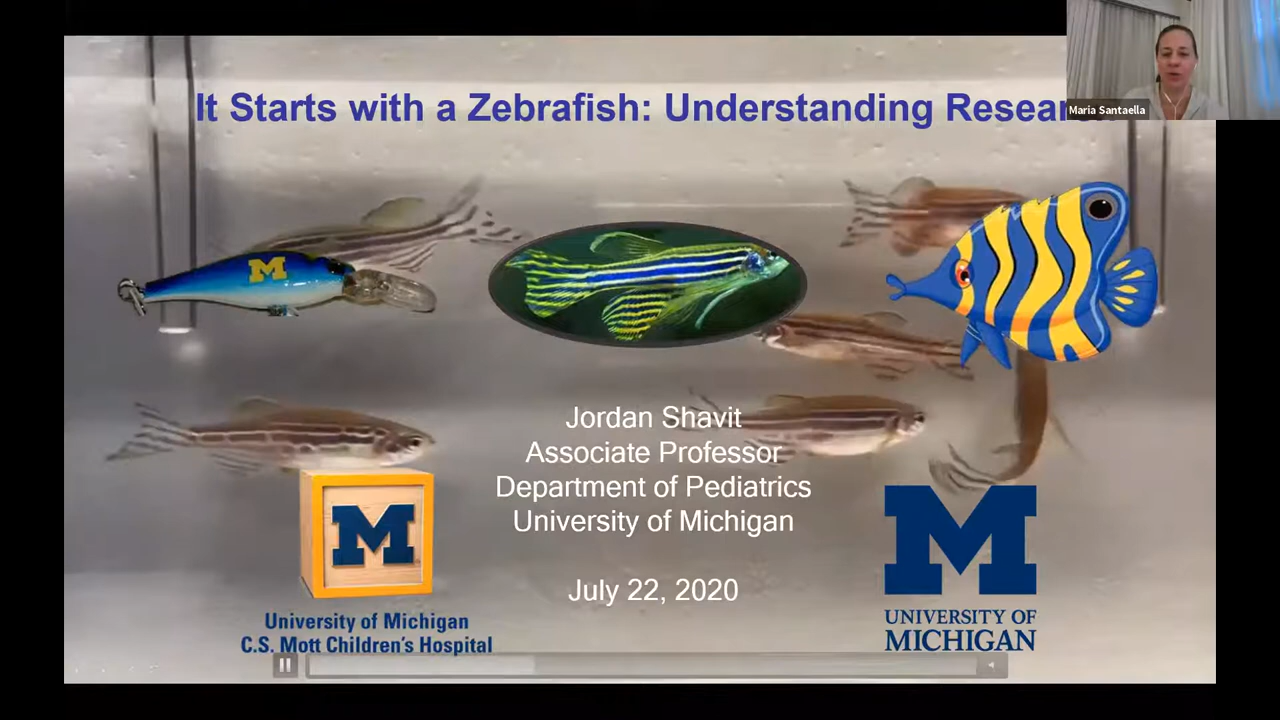 It Starts with a Zebrafish: Understanding Resear
Maria Santaella
M
Jordan Shavit
Associate Professor
Department of Pediatrics
University of Michigan
July 22, 2020
M
University of Michigan
C.S. Mott Children's Hospital
M
UNIVERSITY OF
MICHIGAN